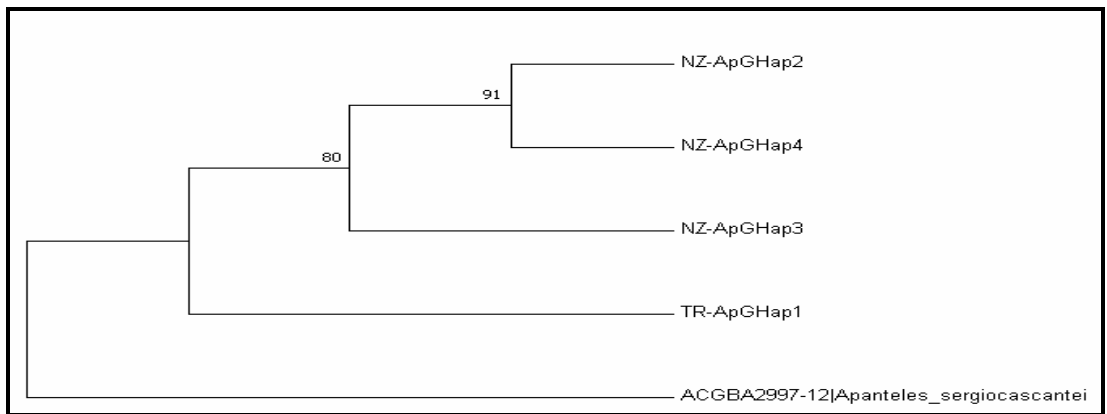 NZ-ApGHap2
91
NZ-ApGHap4
80
NZ-ApGHap3
TR-ApGHap1
ACGBA2997-12|Apanteles_sergiocascantei